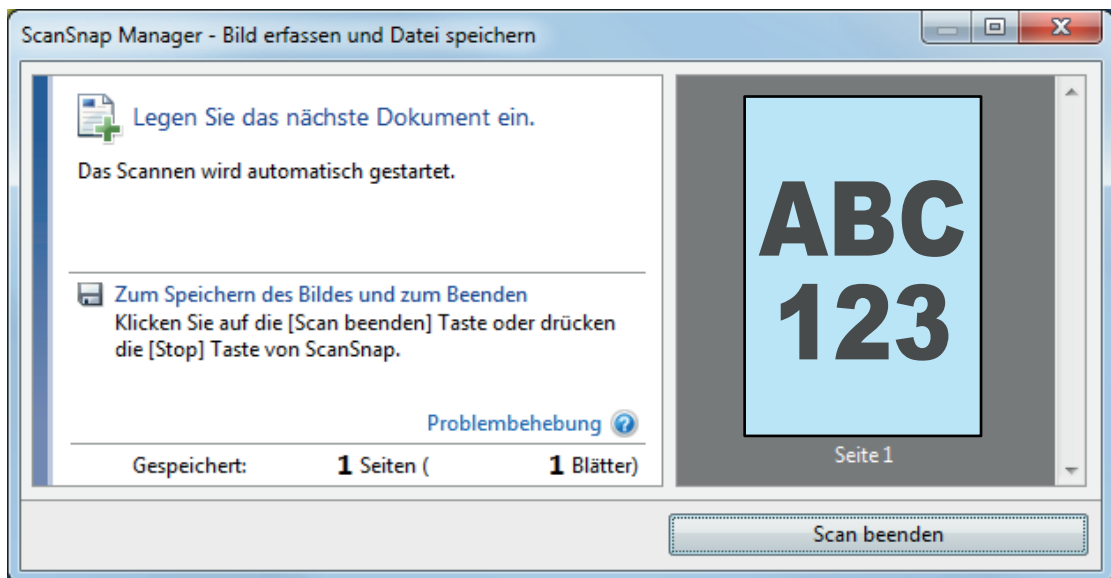 ScanSnap Manager - Bild erfassen und Datei speichern
Legen Sie das nächste Dokument ein.
Das Scannen wird automatisch gestartet.
Zum Speichern des Bildes und zum Beenden
Klicken Sie auf die [Scan beenden] Taste oder drücken
die [Stop] Taste von ScanSnap.
Problembehebung
Gespeichert: 1 Seiten ( 1 Blätter)
ABC
123
Seite 1
Scan beenden